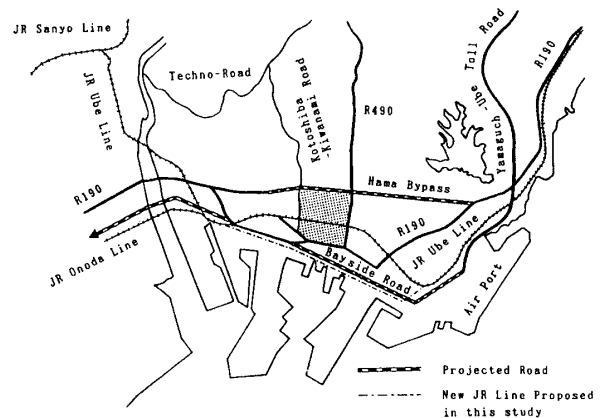 JR Sanyo Line
JR Ube Line
Techno-Road
Kotoshiba
-Kiwanami Road
R490
Yamaguch-Ube Toll Road
R190
Hama Bypass
R190
R190
JR Ube Line
Bayside Road
JR Onoda Line
Air Port
Projected Road
New JR Line Proposed
in this study